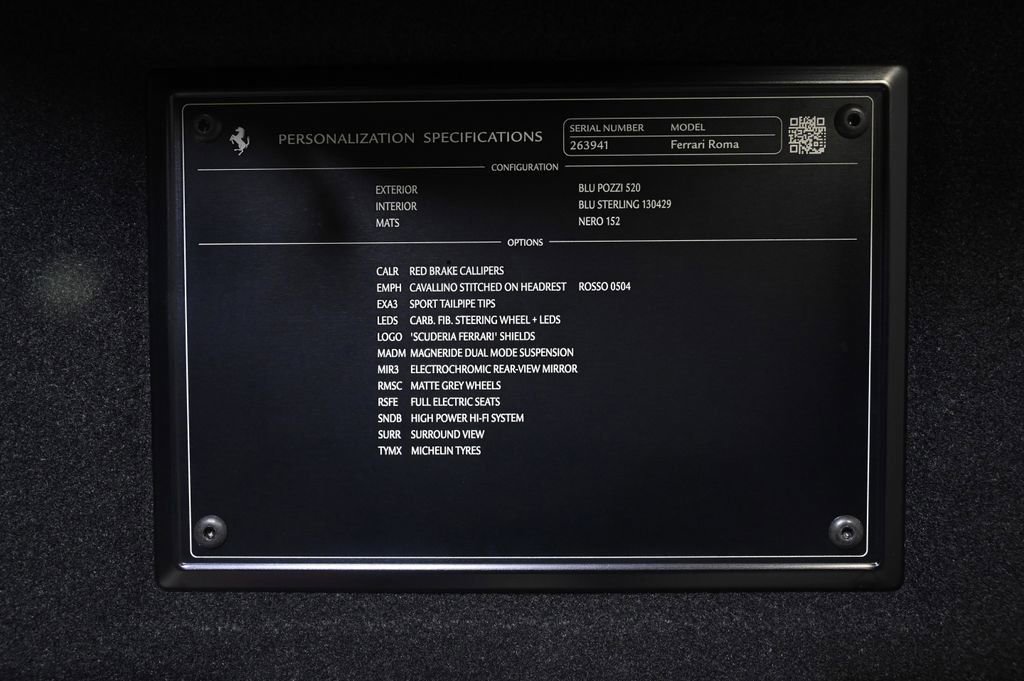 PERSONALIZATION SPECIFICATIONS
SERIAL NUMBER MODEL
263941 Ferrari Roma
CONFIGURATION
EXTERIOR BLU POZZI 520
INTERIOR BLU STERLING 130429
MATS NERO 152
OPTIONS
CALR RED BRAKE CALLIPERS
EMPH CAVALLINO STITCHED ON HEADREST ROSSO 0504
EXA3 SPORT TAILPIPE TIPS
LEDS CARB. FIB. STEERING WHEEL + LEDS
LOGO 'SCUDERIA FERRARI' SHIELDS
MADM MAGNERIDE DUAL MODE SUSPENSION
MIR3 ELECTROCHROMIC REAR-VIEW MIRROR
RMSC MATTE GREY WHEELS
RSFE FULL ELECTRIC SEATS
SNDB HIGH POWER HI-FI SYSTEM
SURR SURROUND VIEW
TYMX MICHELIN TYRES